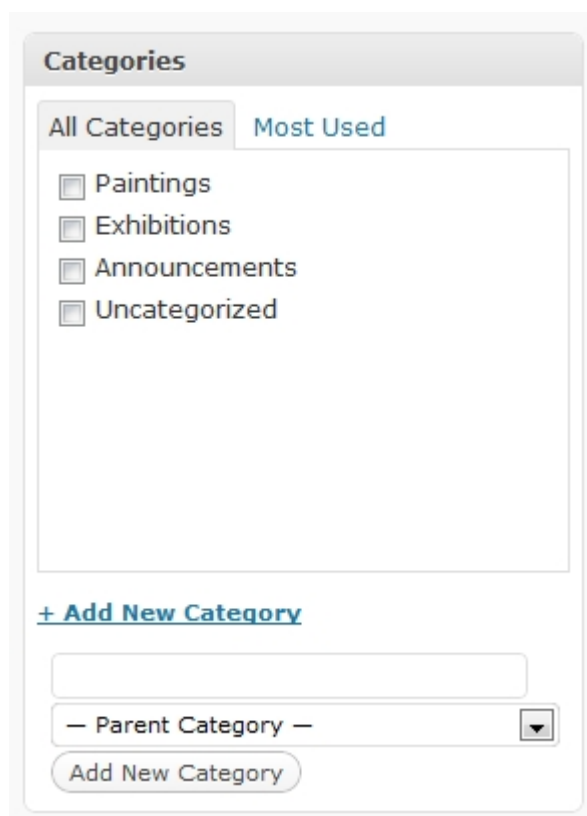 Categories
All Categories Most Used
Paintings
Exhibitions
Announcements
Uncategorized
+ Add New Category
— Parent Category —
Add New Category